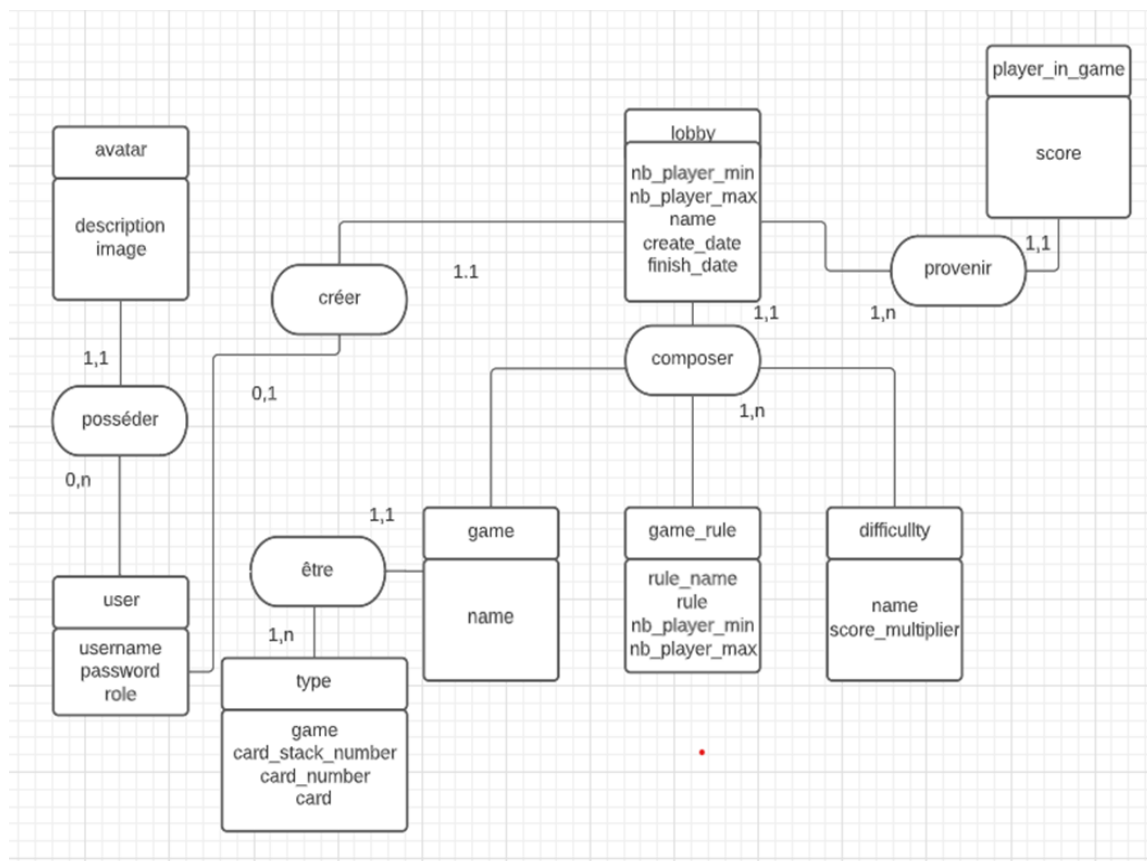 player_in_game
score
lobby
nb_player_min
nb_player_max
name
create_date
finish_date
avatar
description
image
créer
1.1
provenir
1,1
1,n
1,1
composer
1,n
1,1
posséder
0,n
0,1
user
username
password
role
être
1,1
1,n
type
game
card_stack_number
card_number
card
game
name
game_rule
rule_name
rule
nb_player_min
nb_player_max
difficullty
name
score_multiplier